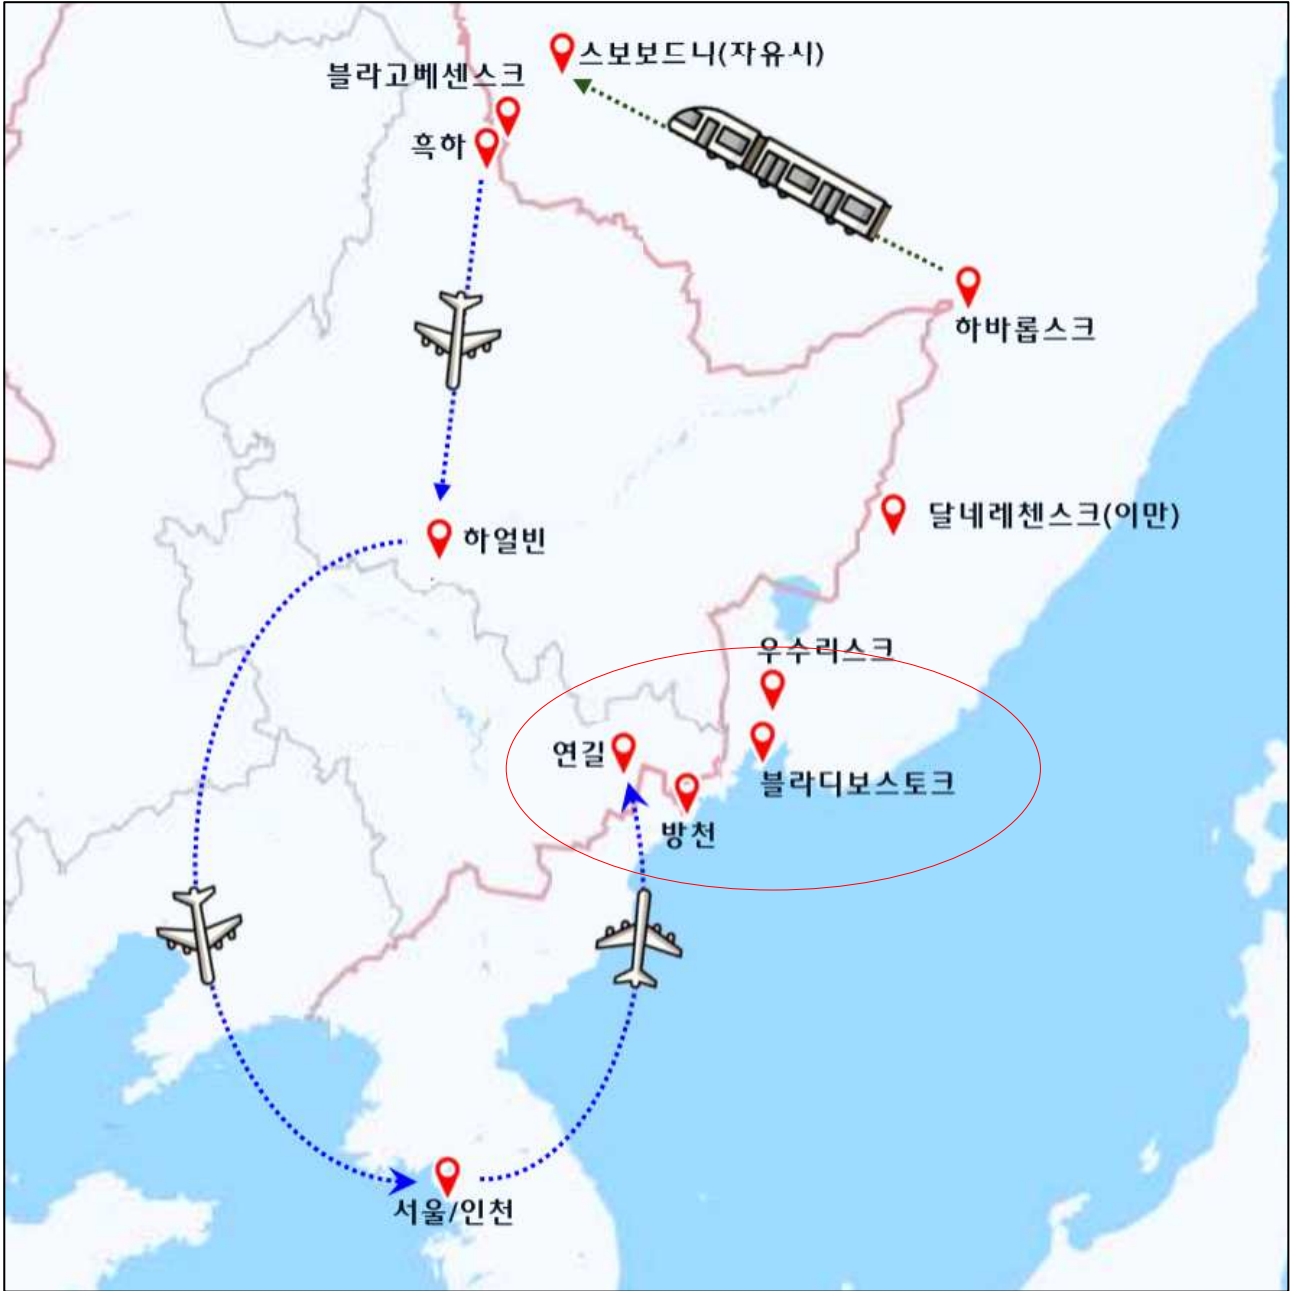 스보보드니(자유시)
블라고베센스크
흑하
하바롭스크
달네레첸스크(이만)
하얼빈
우수리스크
연길
블라디보스토크
방천
서울/인천